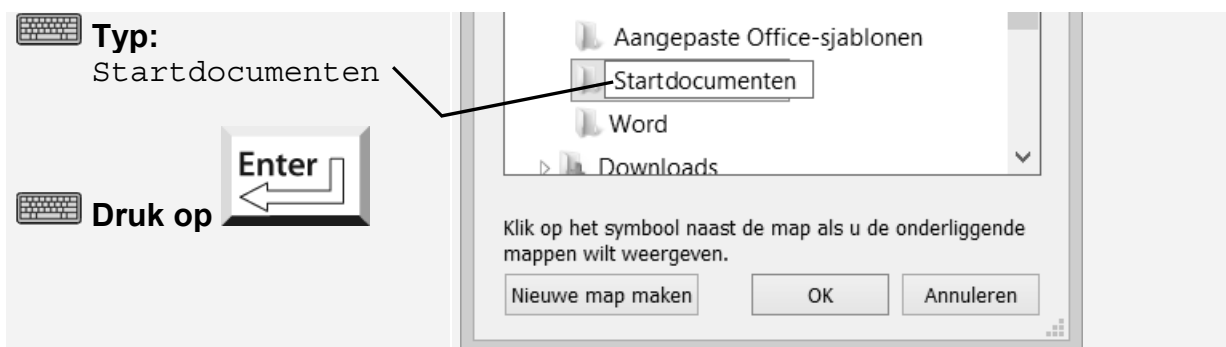 Typ:
Startdocumenten
Enter
Druk op
Aangepaste Office-sjablonen
Startdocumenten
Word
Downloads
Klik op het symbool naast de map als u de onderliggende
mappen wilt weergeven.
Nieuwe map maken
OK
Annuleren